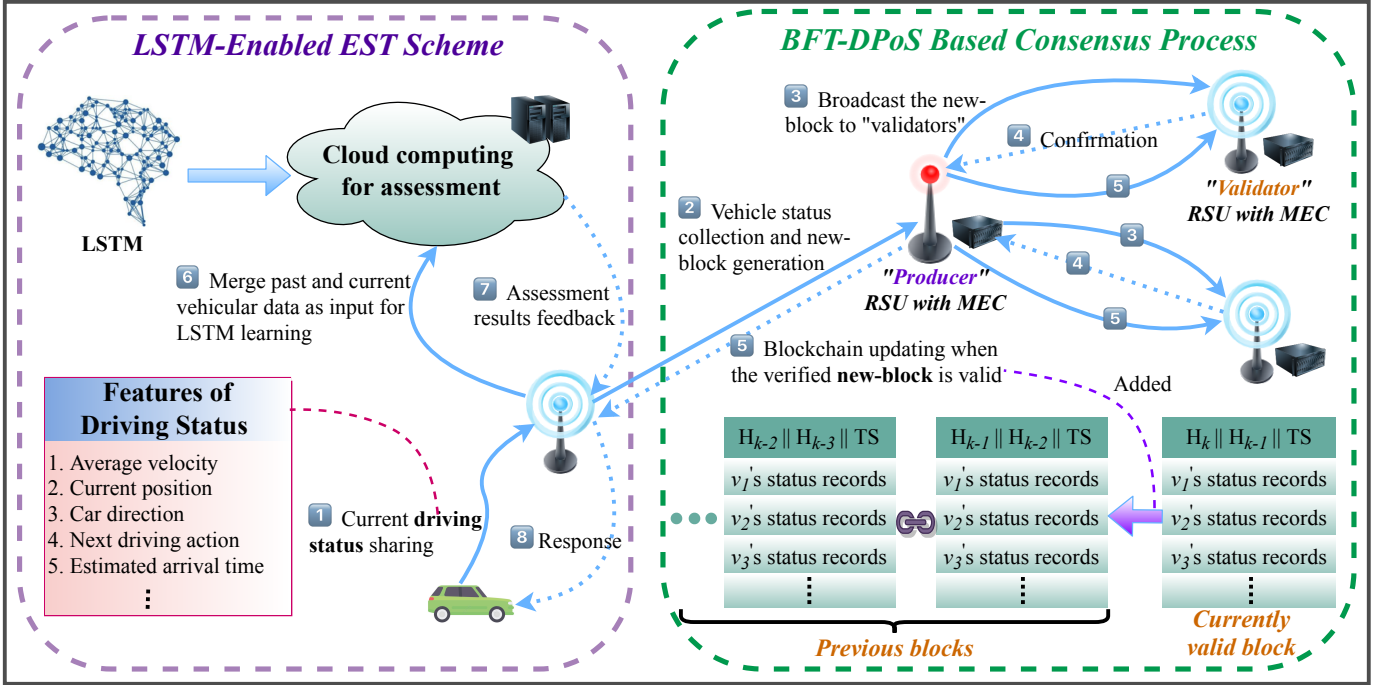 LSTM-Enabled EST Scheme
LSTM
Cloud computing
for assessment
6 Merge past and current
vehicular data as input for
LSTM learning
7 Assessment
results feedback
Features of
Driving Status
1. Average velocity
2. Current position
3. Car direction
4. Next driving action
5. Estimated arrival time
⋮
1 Current driving
status sharing
8 Response
BFT-DPoS Based Consensus Process
3 Broadcast the new-
block to "validators"
4 Confirmation
5
"Validator"
RSU with MEC
2 Vehicle status
collection and new-
block generation
3
4
5
"Producer"
RSU with MEC
5 Blockchain updating when
the verified new-block is valid
Added
Hk-2 || Hk-3 || TS
v1's status records
v2's status records
v3's status records
⋮
Hk-1 || Hk-2 || TS
v1's status records
v2's status records
v3's status records
⋮
Hk || Hk-1 || TS
v1's status records
v2's status records
v3's status records
⋮
Previous blocks
Currently
valid block